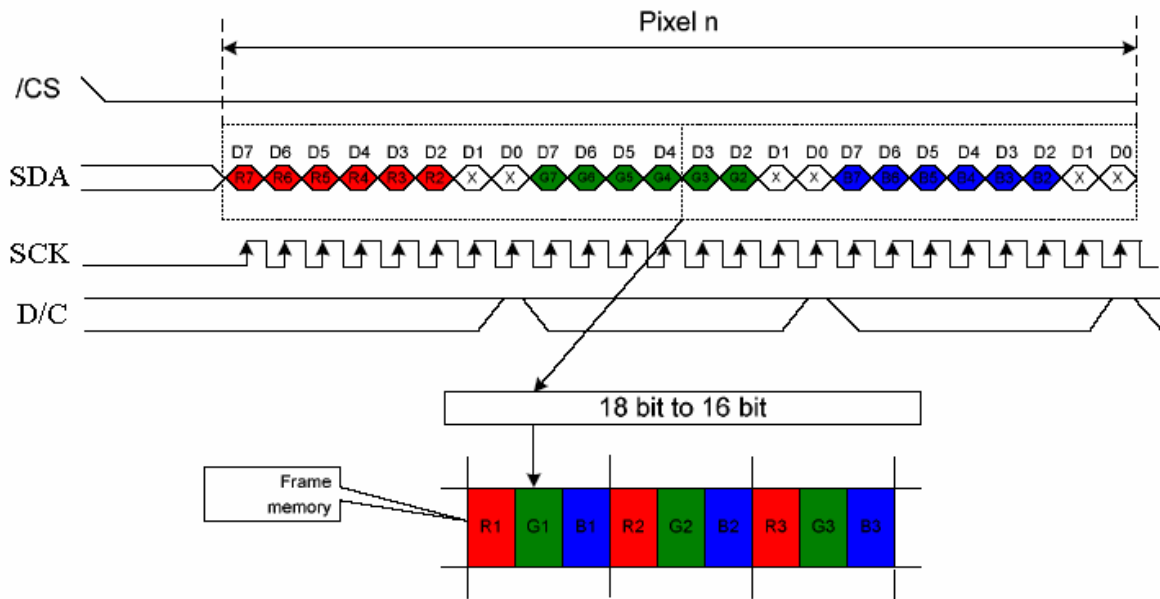 Pixel n
/CS
D7 D6 D5 D4 D3 D2 D1 D0 D7 D6 D5 D4 D3 D2 D1 D0 D7 D6 D5 D4 D3 D2 D1 D0
SDA R7 R6 R5 R4 R3 R2 X X G7 G6 G5 G4 G3 G2 X X B7 B6 B5 B4 B3 B2 X X
SCK
D/C
18 bit to 16 bit
Frame
memory
R1 G1 B1 R2 G2 B2 R3 G3 B3